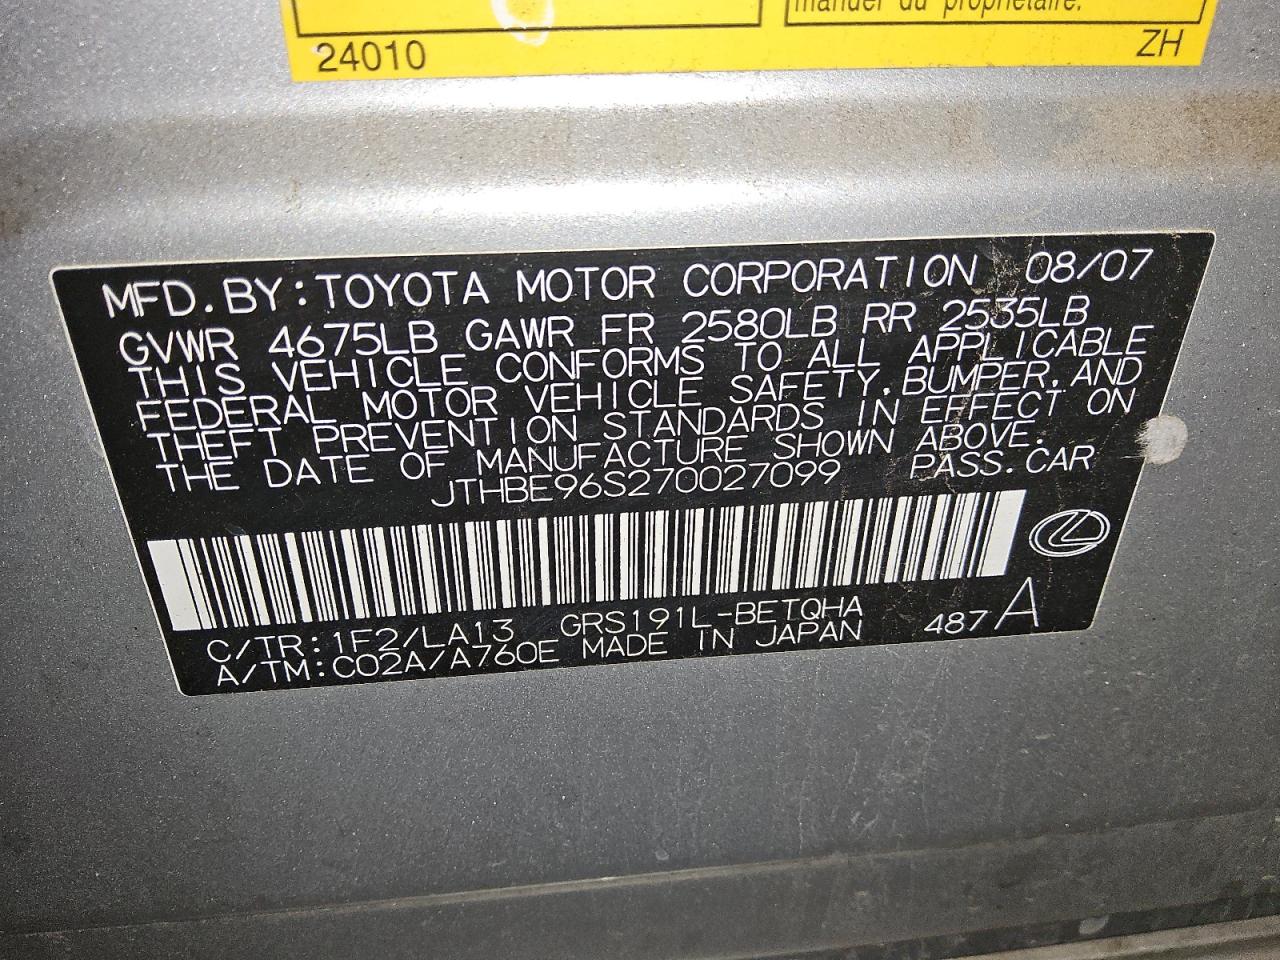 manuel du propriétaire.
24010
ZH
MFD. BY: TOYOTA MOTOR CORPORATION 08/07
GVWR 4675LB GAWR FR 2580LB RR 2535LB
THIS VEHICLE CONFORMS TO ALL APPLICABLE
FEDERAL MOTOR VEHICLE SAFETY, BUMPER, AND
THEFT PREVENTION STANDARDS IN EFFECT ON
THE DATE OF MANUFACTURE SHOWN ABOVE.
JTHBE96S270027099 PASS. CAR
C/TR: 1F2/LA13 GRS191L-BETQHA
A/TM: C02A/A760E MADE IN JAPAN 487 A